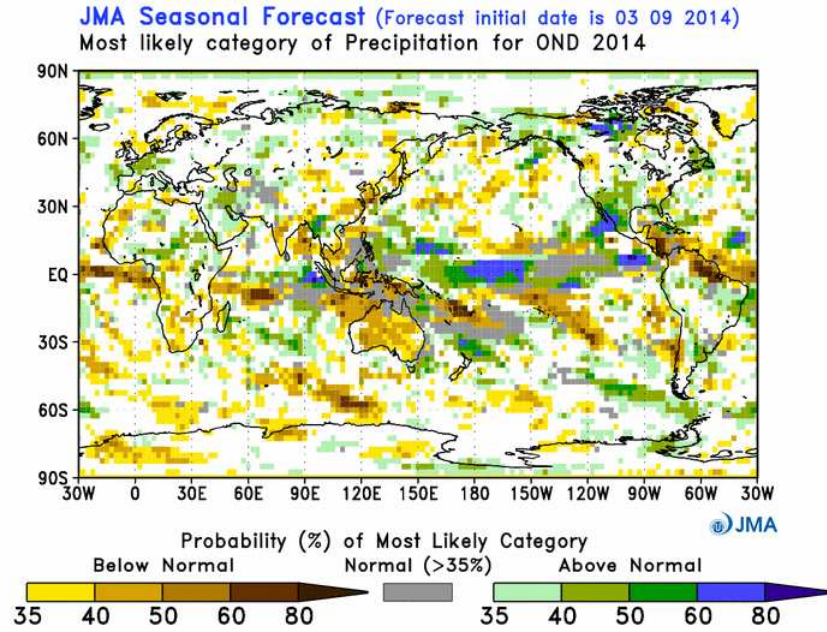 JMA Seasonal Forecast (Forecast initial date is 03 09 2014)
Most likely category of Precipitation for OND 2014
90N
60N
30N
EQ
30S
60S
90S
30W 0 30E 60E 90E 120E 150E 180 150W 120W 90W 60W 30W
JMA
Probability (%) of Most Likely Category
Below Normal Normal (>35%) Above Normal
35 40 50 60 80 35 40 50 60 80